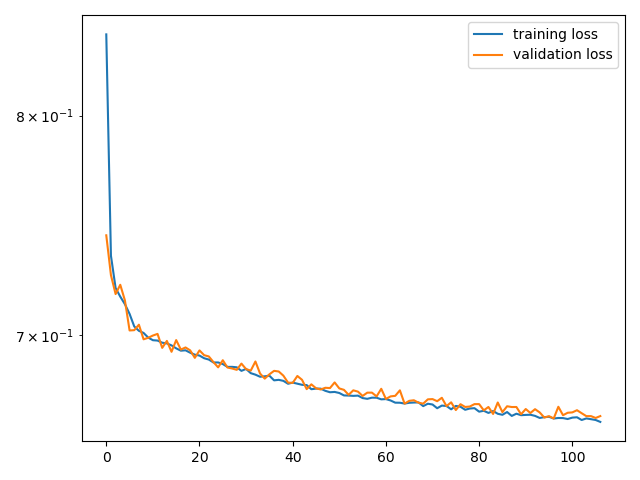 training loss
validation loss
8 × 10⁻¹
7 × 10⁻¹
0 20 40 60 80 100